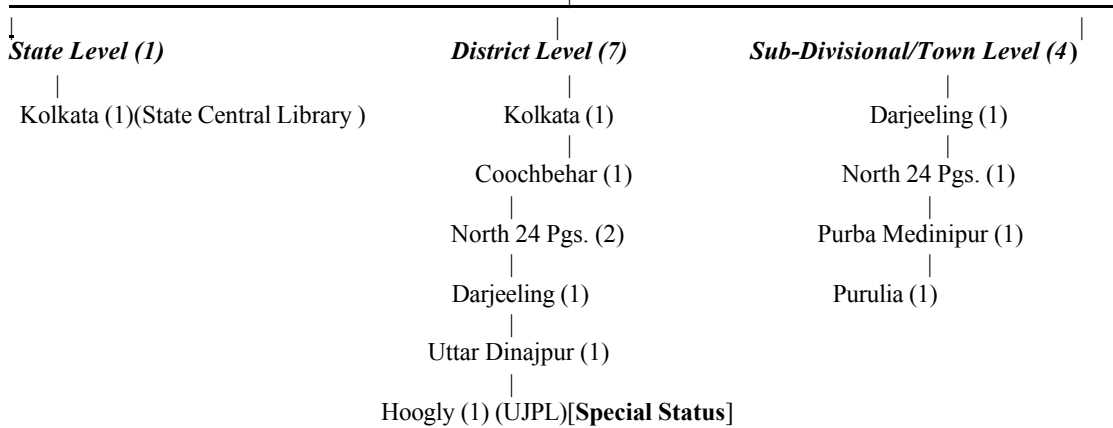 State Level (1) District Level (7) Sub-Divisional/Town Level (4)
Kolkata (1)(State Central Library ) Kolkata (1) Darjeeling (1)
Coochbehar (1) North 24 Pgs. (1)
North 24 Pgs. (2) Purba Medinipur (1)
Darjeeling (1) Purulia (1)
Uttar Dinajpur (1)
Hoogly (1) (UJPL)[Special Status]